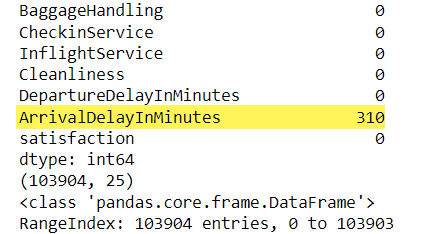 BaggageHandling 0
CheckinService 0
InflightService 0
Cleanliness 0
DepartureDelayInMinutes 0
ArrivalDelayInMinutes 310
satisfaction 0
dtype: int64
(103904, 25)
<class 'pandas.core.frame.DataFrame'>
RangeIndex: 103904 entries, 0 to 103903